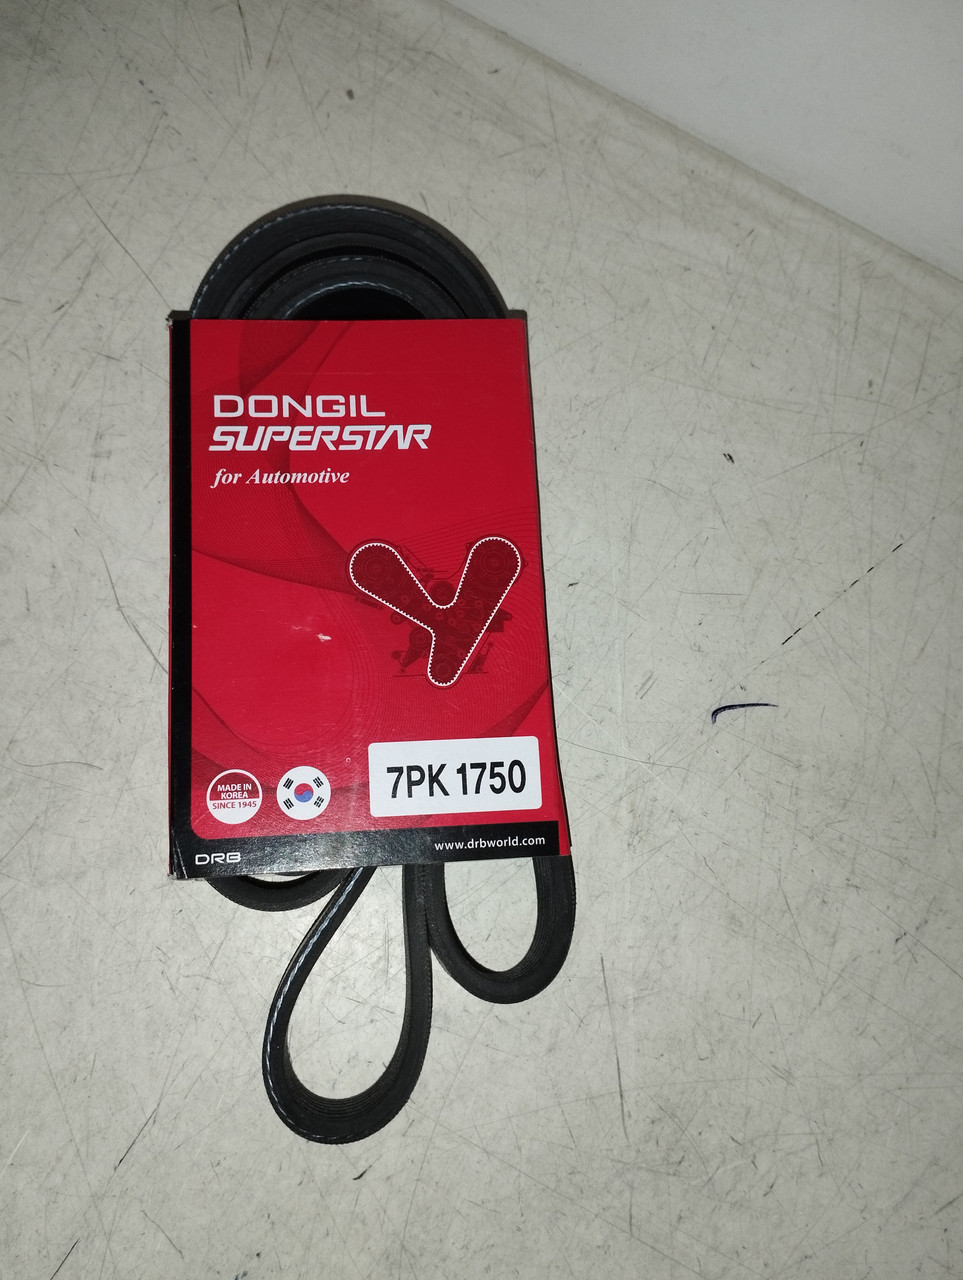 DONGIL
SUPERSTAR
for Automotive
7PK 1750
MADE IN
KOREA
SINCE 1945
DRB
www.drbworld.com